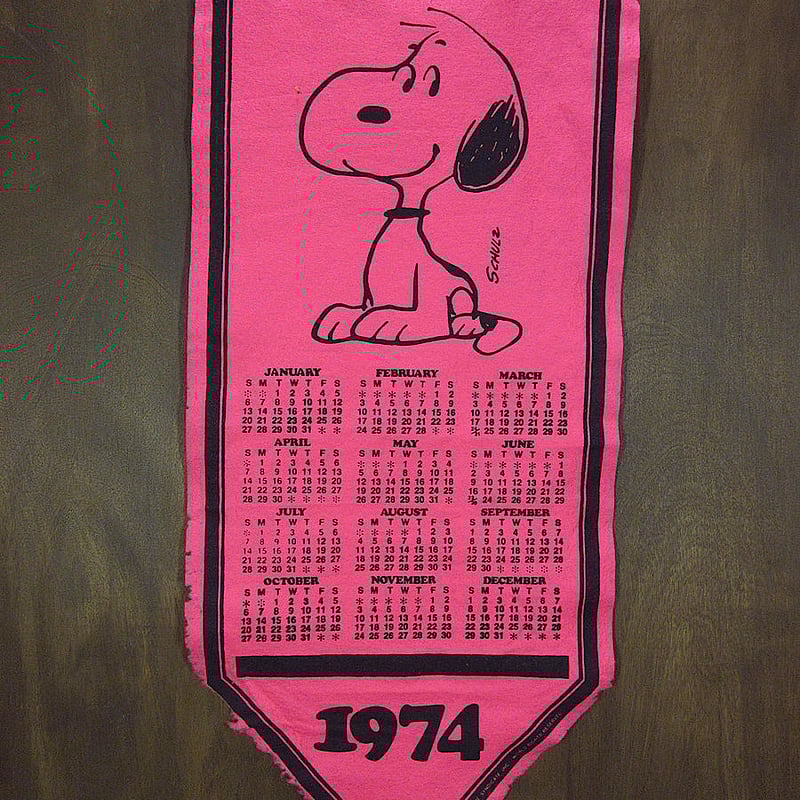 SCHULZ
JANUARY
S M T W T F S
* * 1 2 3 4 5
6 7 8 9 10 11 12
13 14 15 16 17 18 19
20 21 22 23 24 25 26
27 28 29 30 31 * *
FEBRUARY
S M T W T F S
* * * * * 1 2
3 4 5 6 7 8 9
10 11 12 13 14 15 16
17 18 19 20 21 22 23
24 25 26 27 28 * *
MARCH
S M T W T F S
* * * * * 1 2
3 4 5 6 7 8 9
10 11 12 13 14 15 16
17 18 19 20 21 22 23
24/31 25 26 27 28 29 30
APRIL
S M T W T F S
* 1 2 3 4 5 6
7 8 9 10 11 12 13
14 15 16 17 18 19 20
21 22 23 24 25 26 27
28 29 30 * * * *
MAY
S M T W T F S
* * * 1 2 3 4
5 6 7 8 9 10 11
12 13 14 15 16 17 18
19 20 21 22 23 24 25
26 27 28 29 30 31 *
JUNE
S M T W T F S
* * * * * * 1
2 3 4 5 6 7 8
9 10 11 12 13 14 15
16 17 18 19 20 21 22
23/30 24 25 26 27 28 29
JULY
S M T W T F S
* 1 2 3 4 5 6
7 8 9 10 11 12 13
14 15 16 17 18 19 20
21 22 23 24 25 26 27
28 29 30 31 * * *
AUGUST
S M T W T F S
* * * * 1 2 3
4 5 6 7 8 9 10
11 12 13 14 15 16 17
18 19 20 21 22 23 24
25 26 27 28 29 30 31
SEPTEMBER
S M T W T F S
1 2 3 4 5 6 7
8 9 10 11 12 13 14
15 16 17 18 19 20 21
22 23 24 25 26 27 28
29 30 * * * * *
OCTOBER
S M T W T F S
* * 1 2 3 4 5
6 7 8 9 10 11 12
13 14 15 16 17 18 19
20 21 22 23 24 25 26
27 28 29 30 31 * *
NOVEMBER
S M T W T F S
* * * * * 1 2
3 4 5 6 7 8 9
10 11 12 13 14 15 16
17 18 19 20 21 22 23
24 25 26 27 28 29 30
DECEMBER
S M T W T F S
1 2 3 4 5 6 7
8 9 10 11 12 13 14
15 16 17 18 19 20 21
22 23 24 25 26 27 28
29 30 31 * * * *
1974